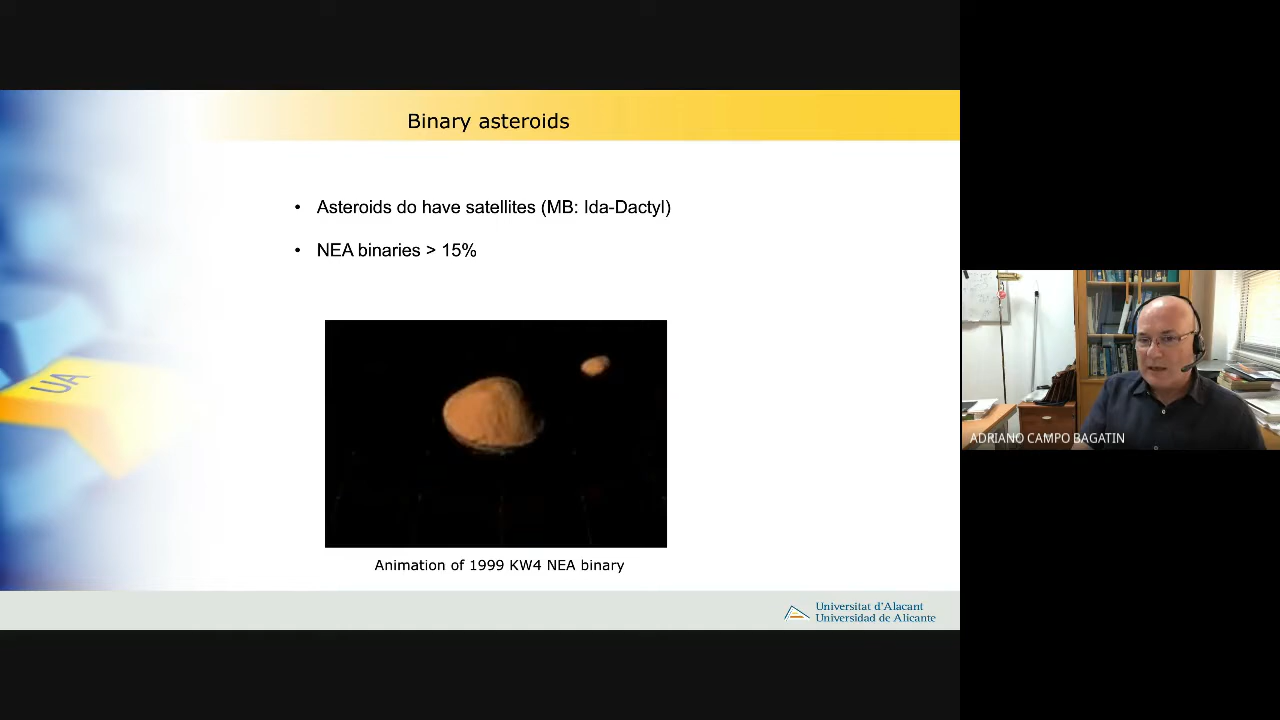 Binary asteroids
• Asteroids do have satellites (MB: Ida-Dactyl)
• NEA binaries > 15%
UA
Animation of 1999 KW4 NEA binary
Universitat d'Alacant
Universidad de Alicante
ADRIANO CAMPO BAGATIN